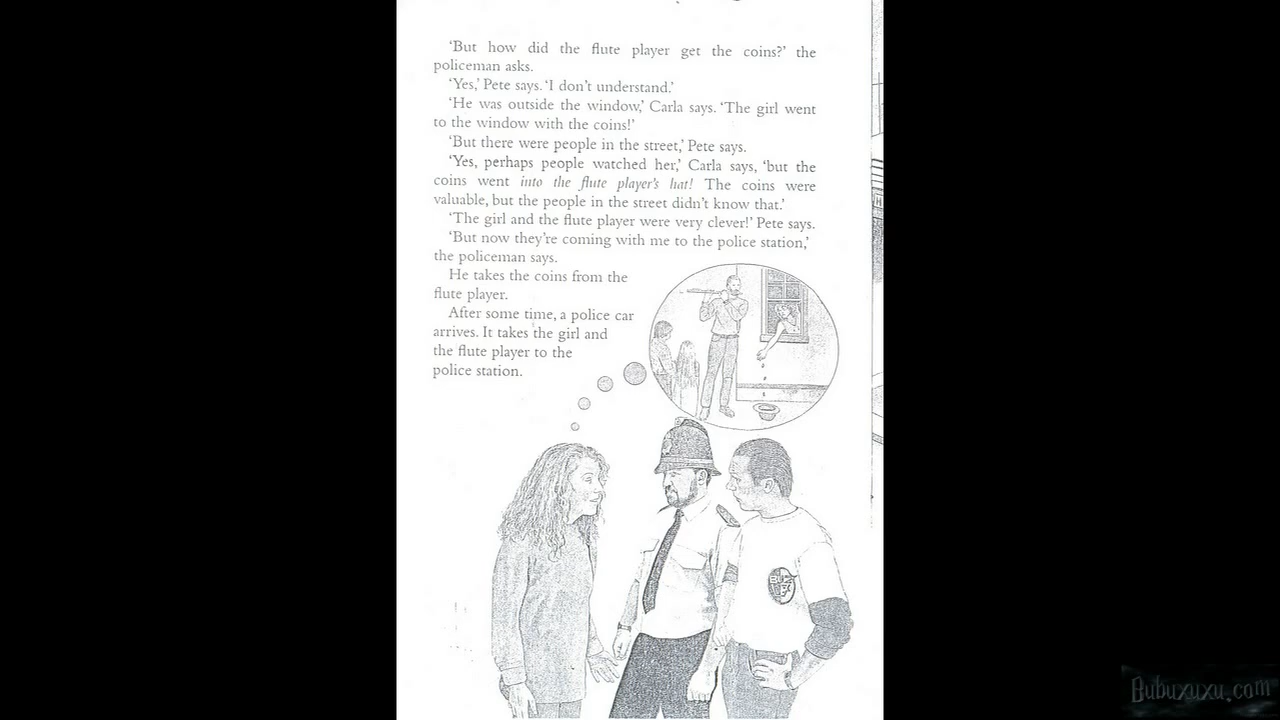 ‘But how did the flute player get the coins?’ the
policeman asks.
‘Yes,’ Pete says. ‘I don’t understand.’
‘He was outside the window,’ Carla says. ‘The girl went
to the window with the coins!’
‘But there were people in the street,’ Pete says.
‘Yes, perhaps people watched her,’ Carla says, ‘but the
coins went into the flute player’s hat! The coins were
valuable, but the people in the street didn’t know that.’
‘The girl and the flute player were very clever!’ Pete says.
‘But now they’re coming with me to the police station,’
the policeman says.
He takes the coins from the
flute player.
After some time, a police car
arrives. It takes the girl and
the flute player to the
police station.
Bubuxuxu.com